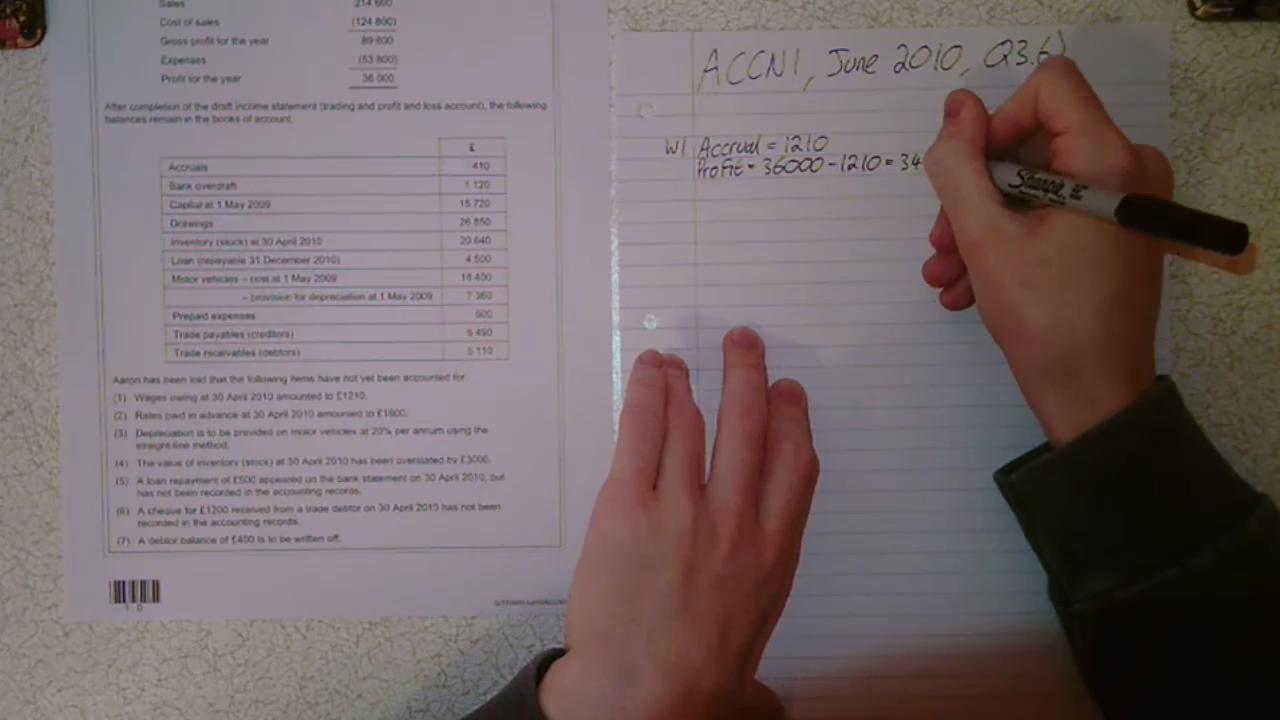 Sales 214 600
Cost of sales (124 800)
Gross profit for the year 89 800
Expenses (53 800)
Profit for the year 36 000
After completion of the draft income statement (trading and profit and loss account), the following
balances remain in the books of account.
£
Accruals 410
Bank overdraft 1 120
Capital at 1 May 2009 15 720
Drawings 26 850
Inventory (stock) at 30 April 2010 20 640
Loan (repayable 31 December 2010) 4 500
Motor vehicles – cost at 1 May 2009 18 400
– provision for depreciation at 1 May 2009 7 360
Prepaid expenses 600
Trade payables (creditors) 6 490
Trade receivables (debtors) 5 110
Aaron has been told that the following items have not yet been accounted for.
(1) Wages owing at 30 April 2010 amounted to £1210.
(2) Rates paid in advance at 30 April 2010 amounted to £1600.
(3) Depreciation is to be provided on motor vehicles at 20% per annum using the
straight-line method.
(4) The value of inventory (stock) at 30 April 2010 has been overstated by £3000.
(5) A loan repayment of £500 appeared on the bank statement on 30 April 2010, but
has not been recorded in the accounting records.
(6) A cheque for £1200 received from a trade debtor on 30 April 2010 has not been
recorded in the accounting records.
(7) A debtor balance of £400 is to be written off.
1 0
ACCN1, June 2010, Q3.
W1 Accrual = 1210
Profit = 36000 - 1210 = 34
Sharpie